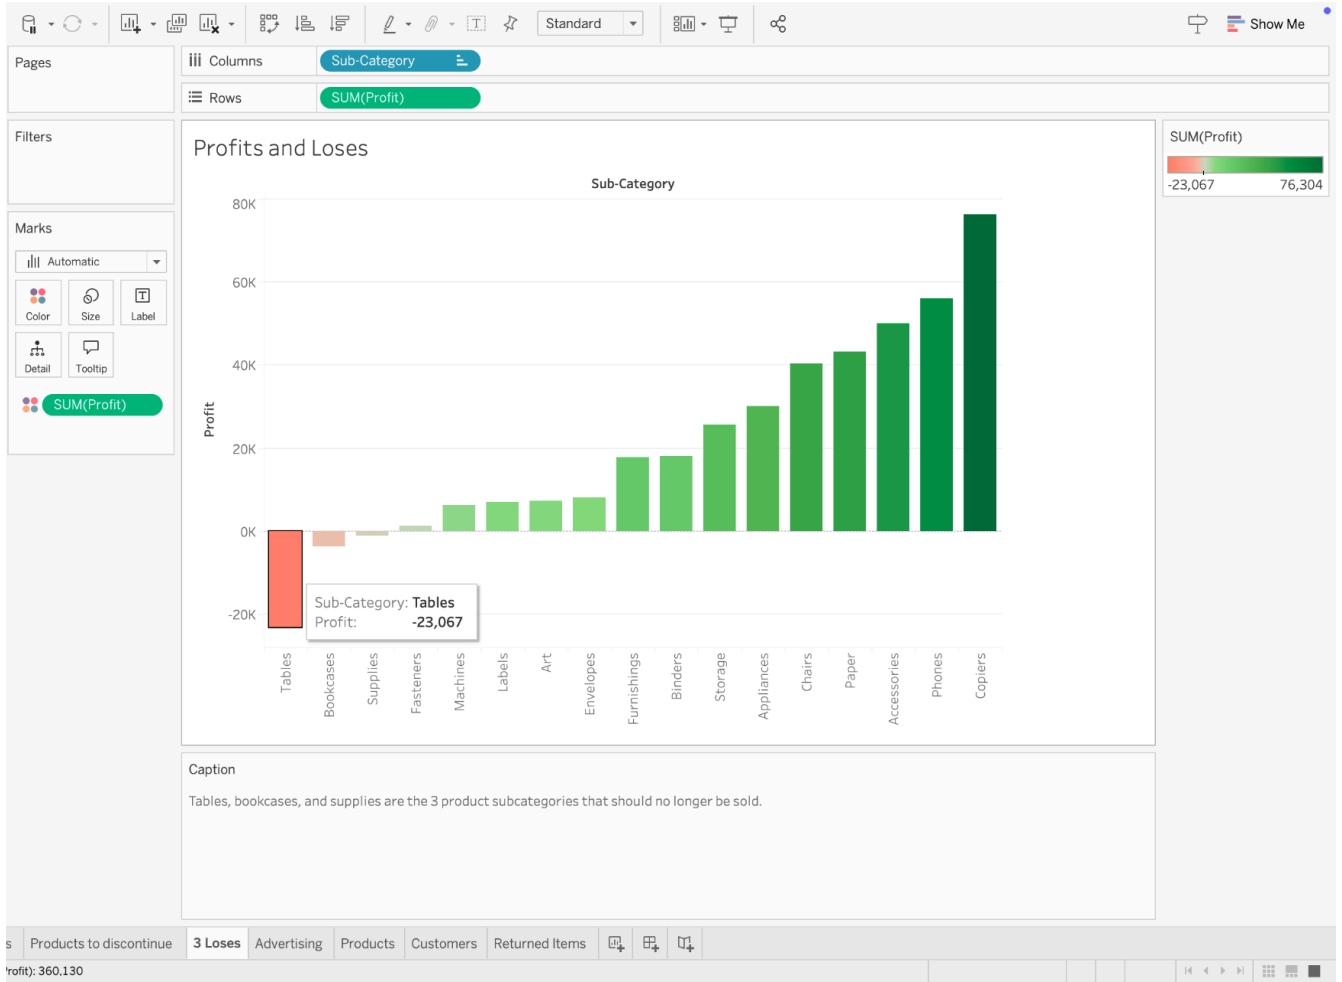 Standard
Show Me
Pages
Columns
Sub-Category
Rows
SUM(Profit)
Filters
Marks
Automatic
Color
Size
Label
Detail
Tooltip
SUM(Profit)
Profits and Loses
Sub-Category
Profit
80K
60K
40K
20K
0K
-20K
Sub-Category: Tables
Profit: -23,067
Tables
Bookcases
Supplies
Fasteners
Machines
Labels
Art
Envelopes
Furnishings
Binders
Storage
Appliances
Chairs
Paper
Accessories
Phones
Copiers
SUM(Profit)
-23,067 76,304
Caption
Tables, bookcases, and supplies are the 3 product subcategories that should no longer be sold.
s Products to discontinue 3 Loses Advertising Products Customers Returned Items
rofit): 360,130